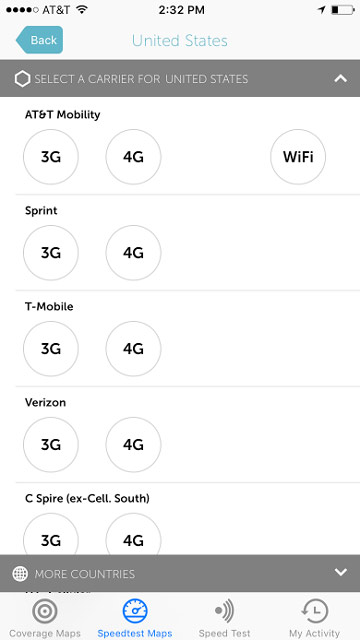 AT&T 2:32 PM
Back United States
SELECT A CARRIER FOR UNITED STATES
AT&T Mobility
3G 4G WiFi
Sprint
3G 4G
T-Mobile
3G 4G
Verizon
3G 4G
C Spire (ex-Cell. South)
3G 4G
MORE COUNTRIES
Coverage Maps Speedtest Maps Speed Test My Activity